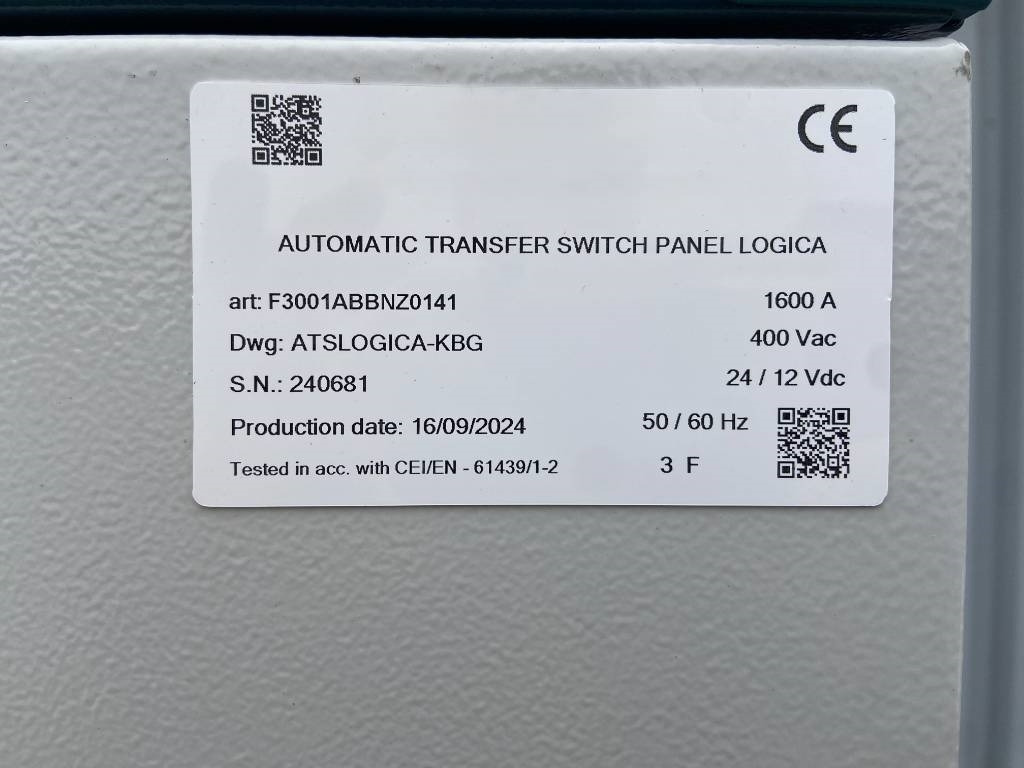 CE
AUTOMATIC TRANSFER SWITCH PANEL LOGICA
art: F3001ABBNZ0141 1600 A
Dwg: ATSLOGICA-KBG 400 Vac
S.N.: 240681 24 / 12 Vdc
Production date: 16/09/2024 50 / 60 Hz
Tested in acc. with CEI/EN - 61439/1-2 3 F